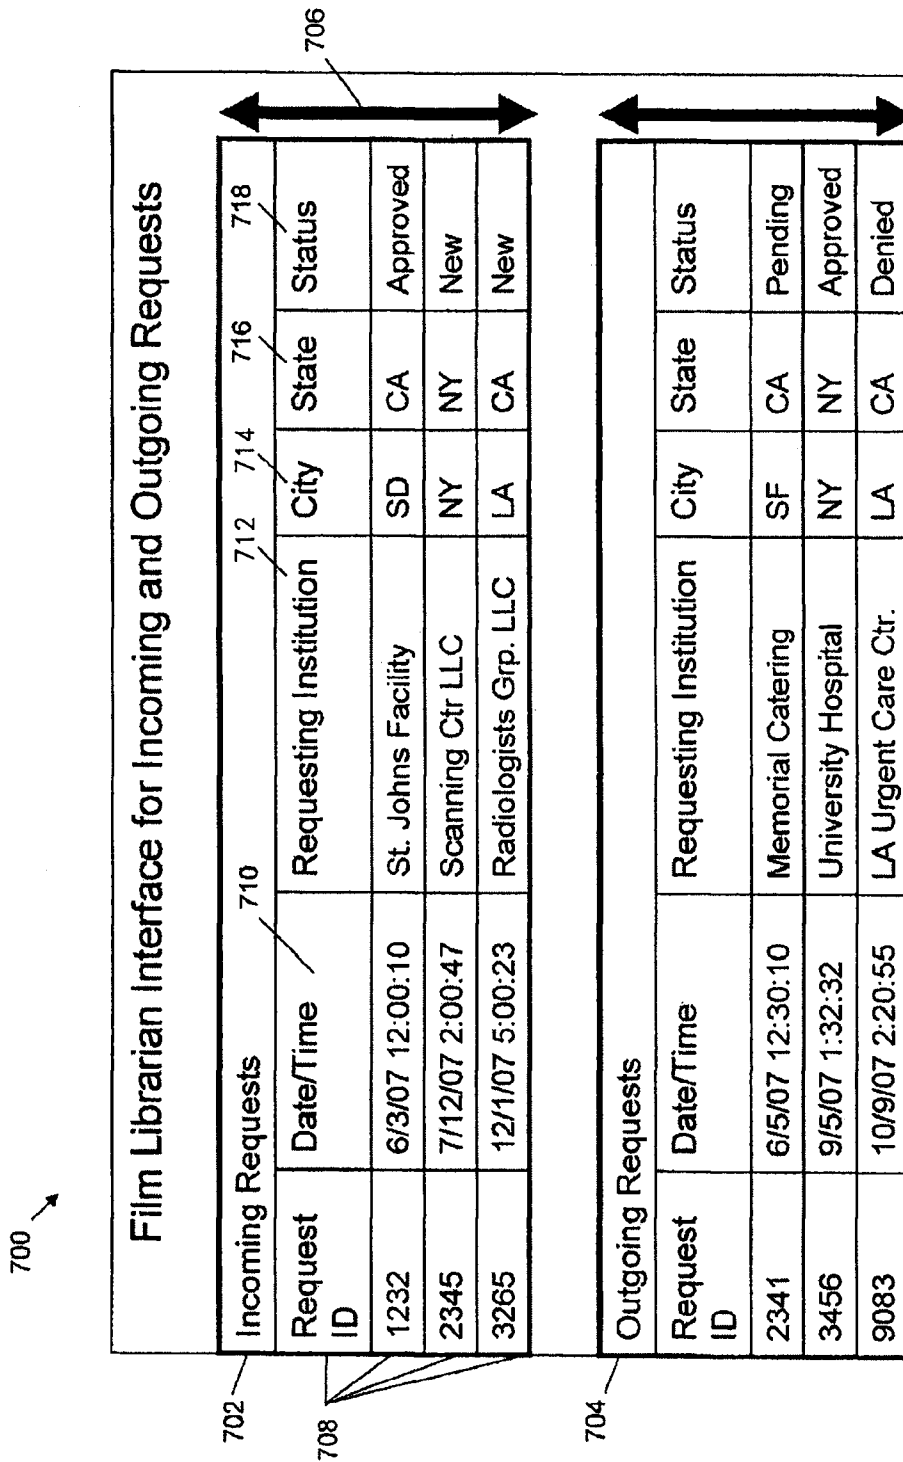 700
Film Librarian Interface for Incoming and Outgoing Requests
702
Incoming Requests
710 712 714 716 718
706
708
Request ID Date/Time Requesting Institution City State Status
1232 6/3/07 12:00:10 St. Johns Facility SD CA Approved
2345 7/12/07 2:00:47 Scanning Ctr LLC NY NY New
3265 12/1/07 5:00:23 Radiologists Grp. LLC LA CA New
704
Outgoing Requests
Request ID Date/Time Requesting Institution City State Status
2341 6/5/07 12:30:10 Memorial Catering SF CA Pending
3456 9/5/07 1:32:32 University Hospital NY NY Approved
9083 10/9/07 2:20:55 LA Urgent Care Ctr. LA CA Denied